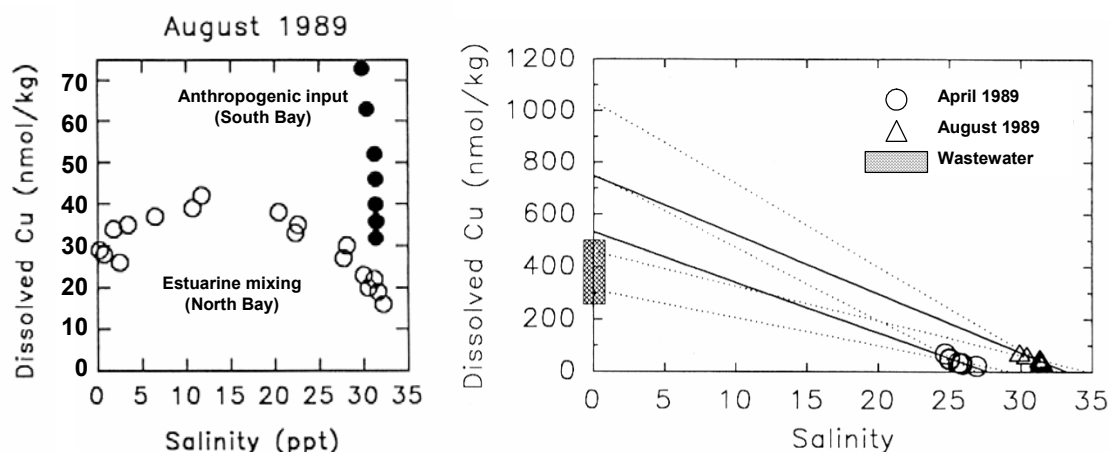 August 1989
Dissolved Cu (nmol/kg)
70
60
50
40
30
20
10
0
Anthropogenic input
(South Bay)
Estuarine mixing
(North Bay)
0 5 10 15 20 25 30 35
Salinity (ppt)
Dissolved Cu (nmol/kg)
1200
1000
800
600
400
200
0
April 1989
August 1989
Wastewater
0 5 10 15 20 25 30 35
Salinity